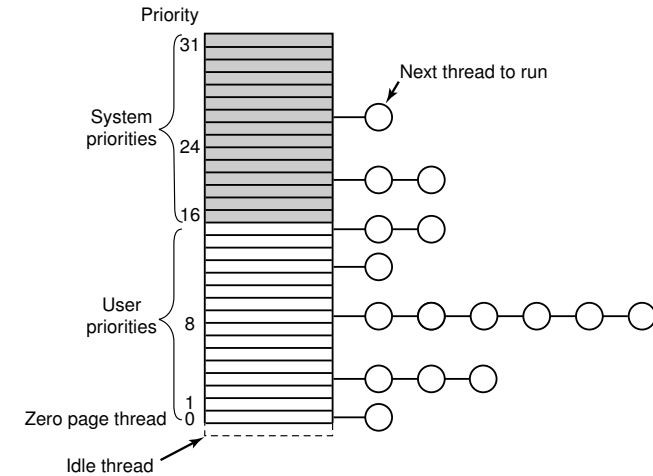 Priority
31
Next thread to run
System
priorities
24
16
User
priorities
8
1
Zero page thread 0
Idle thread